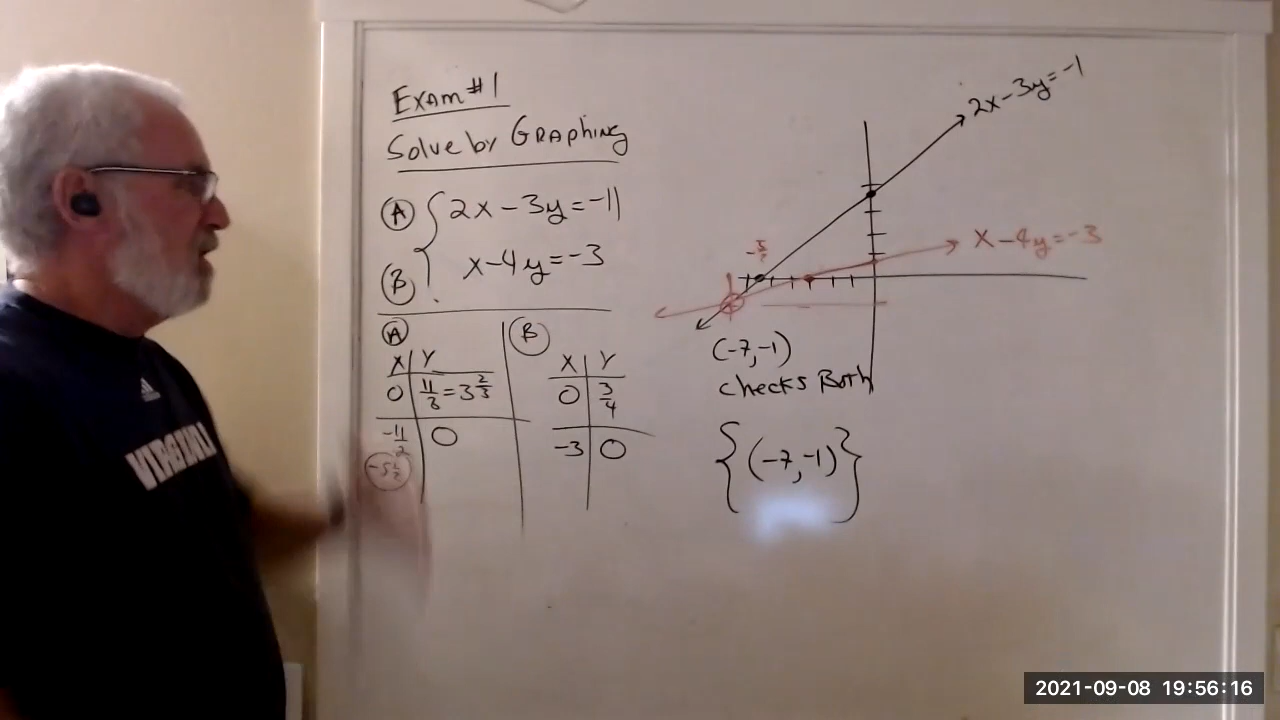 Exam #1
Solve by Graphing
A 2x-3y=-11
B x-4y=-3
A
X Y
0 11/3 = 3 2/3
-11/2 0
-5 1/2
B
X Y
0 3/4
-3 0
2x-3y=-1
x-4y=-3
(-7,-1)
checks Both
{(-7,-1)}
VIRGINIA
2021-09-08 19:56:16